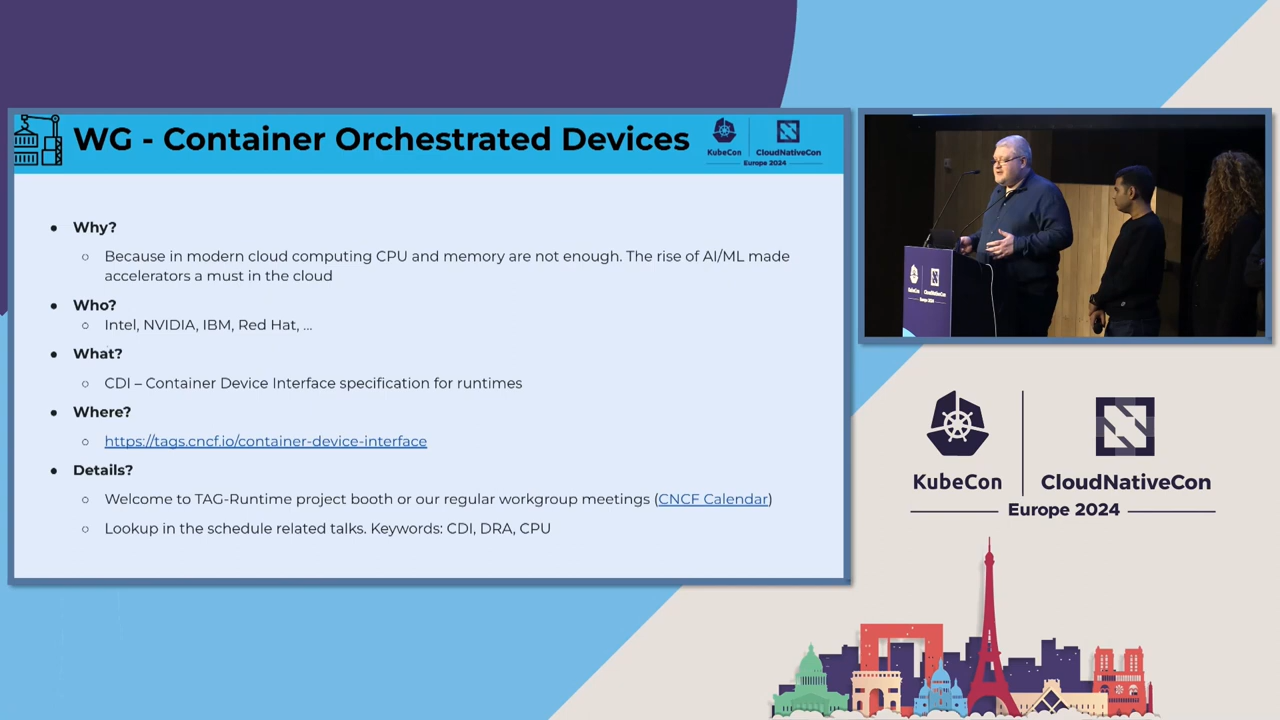 WG - Container Orchestrated Devices
KubeCon
CloudNativeCon
Europe 2024
● Why?
○ Because in modern cloud computing CPU and memory are not enough. The rise of AI/ML made
accelerators a must in the cloud
● Who?
○ Intel, NVIDIA, IBM, Red Hat, ...
● What?
○ CDI – Container Device Interface specification for runtimes
● Where?
○ https://tags.cncf.io/container-device-interface
● Details?
○ Welcome to TAG-Runtime project booth or our regular workgroup meetings (CNCF Calendar)
○ Lookup in the schedule related talks. Keywords: CDI, DRA, CPU
KubeCon
CloudNativeCon
Europe 2024
KubeCon
CloudNativeCon
Europe 2024